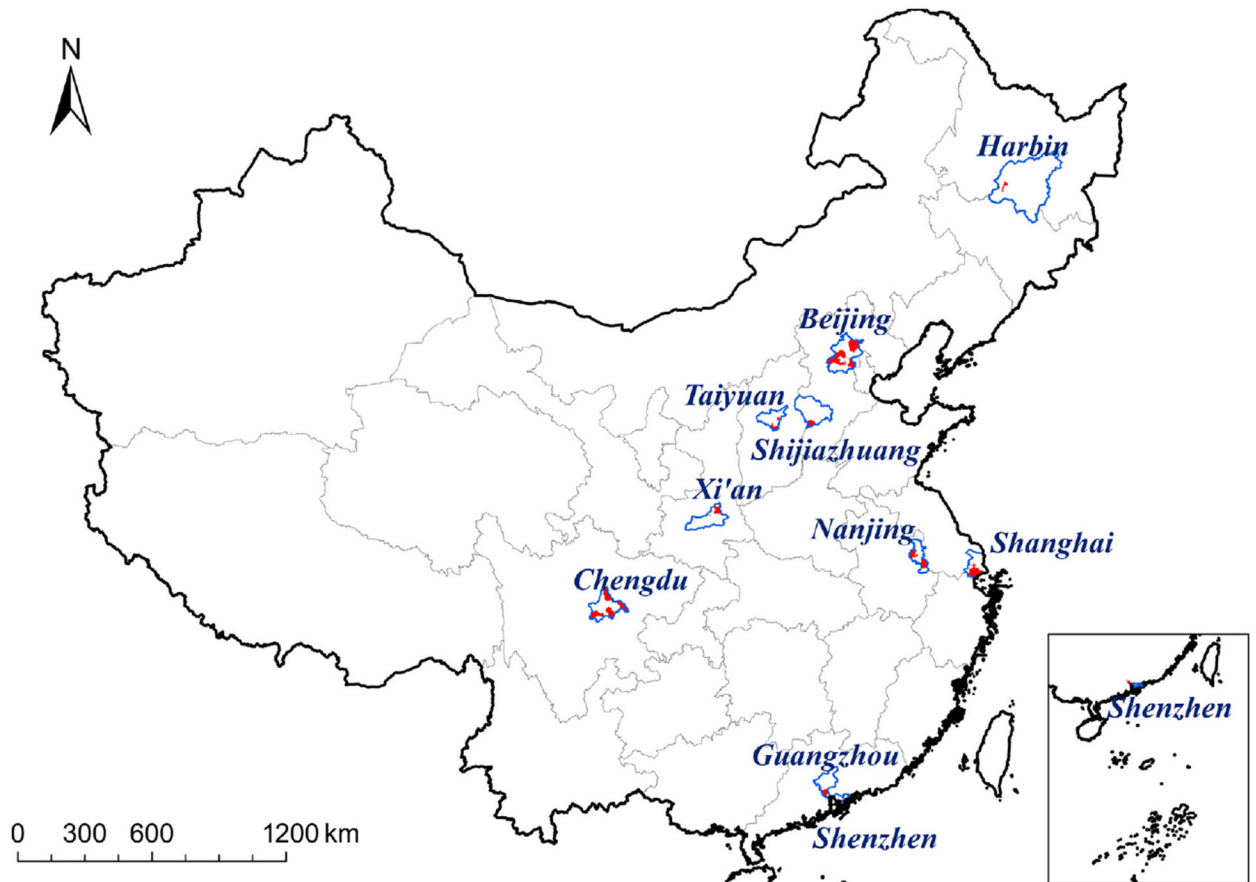 N
Harbin
Beijing
Taiyuan
Shijiazhuang
Xi'an
Nanjing
Shanghai
Chengdu
Shenzhen
Guangzhou
Shenzhen
0 300 600 1200 km